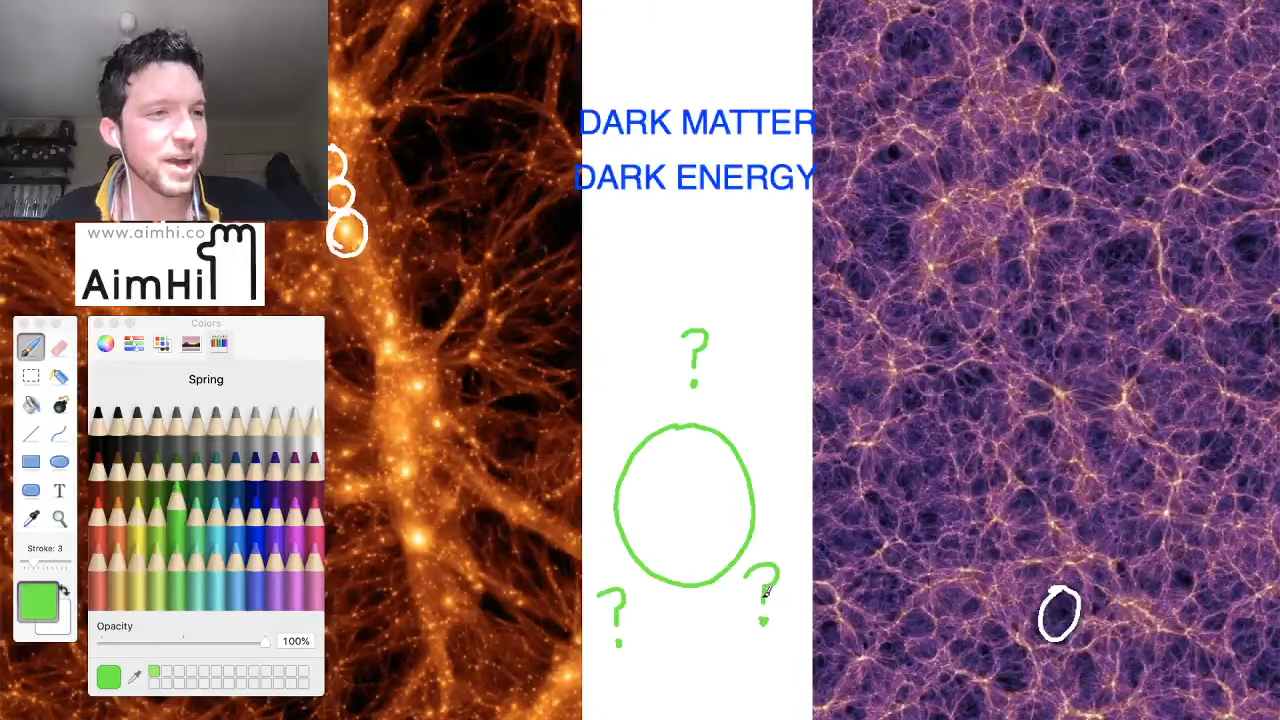 DARK MATTER
DARK ENERGY
www.aimhi.co
AimHi
Colors
Spring
Stroke: 3
Opacity
100%
?
?
?